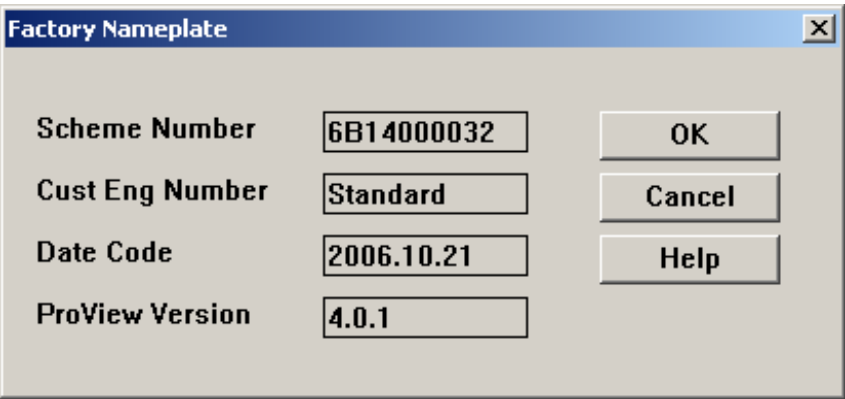 Factory Nameplate
Scheme Number 6B14000032 OK
Cust Eng Number Standard Cancel
Date Code 2006.10.21 Help
ProView Version 4.0.1